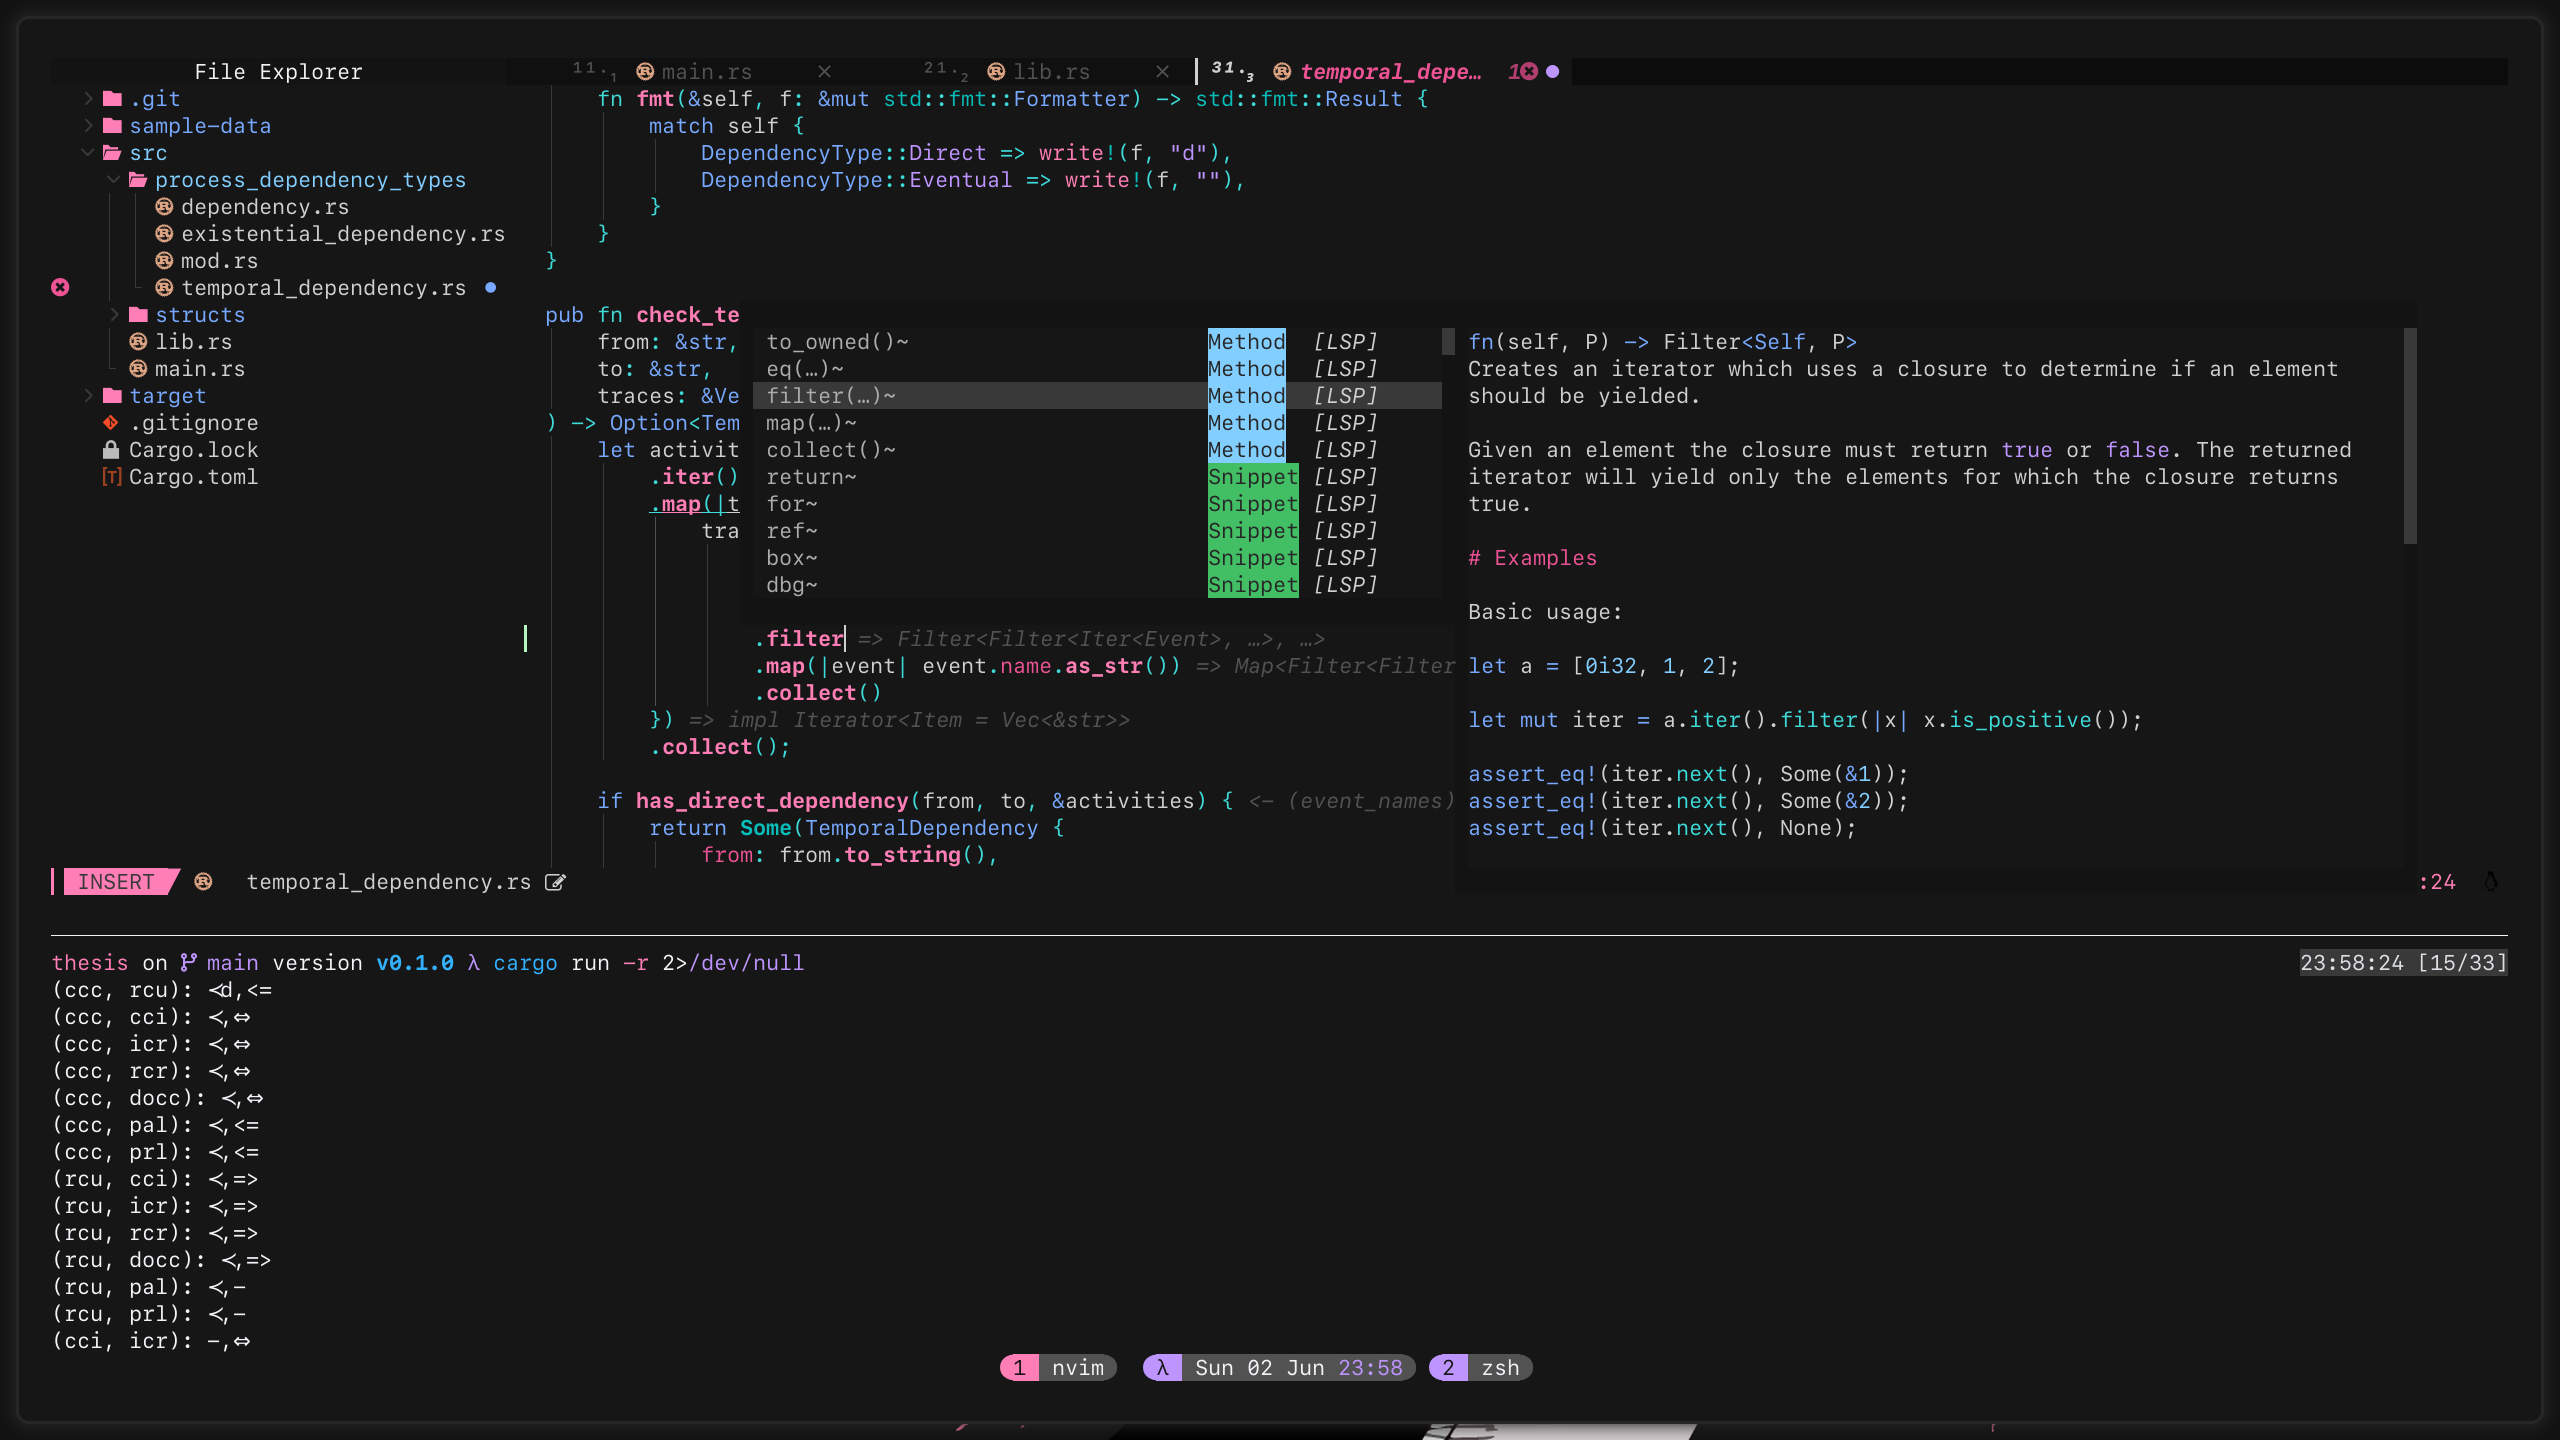 File Explorer
.git
sample-data
src
process_dependency_types
dependency.rs
existential_dependency.rs
mod.rs
temporal_dependency.rs
structs
lib.rs
main.rs
target
.gitignore
Cargo.lock
[T] Cargo.toml
11.₁ main.rs × 21.₂ lib.rs × 31.₃ temporal_depe… 1
fn fmt(&self, f: &mut std::fmt::Formatter) -> std::fmt::Result {
match self {
DependencyType::Direct => write!(f, "d"),
DependencyType::Eventual => write!(f, ""),
}
}
}
pub fn check_te
from: &str,
to: &str,
traces: &Ve
) -> Option<Tem
let activit
.iter()
.map(|t
tra
to_owned()~ Method [LSP]
eq(…)~ Method [LSP]
filter(…)~ Method [LSP]
map(…)~ Method [LSP]
collect()~ Method [LSP]
return~ Snippet [LSP]
for~ Snippet [LSP]
ref~ Snippet [LSP]
box~ Snippet [LSP]
dbg~ Snippet [LSP]
.filter => Filter<Filter<Iter<Event>, …>, …>
.map(|event| event.name.as_str()) => Map<Filter<Filter
.collect()
}) => impl Iterator<Item = Vec<&str>>
.collect();
if has_direct_dependency(from, to, &activities) { <- (event_names)
return Some(TemporalDependency {
from: from.to_string(),
fn(self, P) -> Filter<Self, P>
Creates an iterator which uses a closure to determine if an element
should be yielded.
Given an element the closure must return true or false. The returned
iterator will yield only the elements for which the closure returns
true.
# Examples
Basic usage:
let a = [0i32, 1, 2];
let mut iter = a.iter().filter(|x| x.is_positive());
assert_eq!(iter.next(), Some(&1));
assert_eq!(iter.next(), Some(&2));
assert_eq!(iter.next(), None);
INSERT temporal_dependency.rs :24
thesis on main version v0.1.0 λ cargo run -r 2>/dev/null 23:58:24 [15/33]
(ccc, rcu): ≺d,<=
(ccc, cci): ≺,⇔
(ccc, icr): ≺,⇔
(ccc, rcr): ≺,⇔
(ccc, docc): ≺,⇔
(ccc, pal): ≺,<=
(ccc, prl): ≺,<=
(rcu, cci): ≺,=>
(rcu, icr): ≺,=>
(rcu, rcr): ≺,=>
(rcu, docc): ≺,=>
(rcu, pal): ≺,-
(rcu, prl): ≺,-
(cci, icr): -,⇔
1 nvim λ Sun 02 Jun 23:58 2 zsh